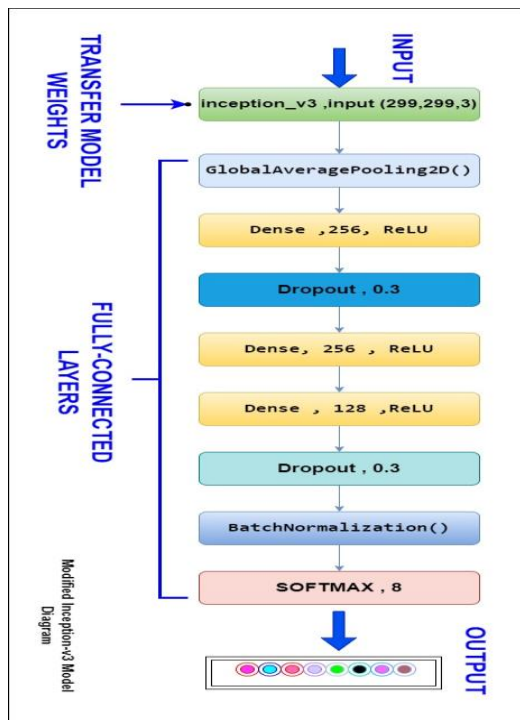 INPUT
TRANSFER MODEL
WEIGHTS
inception_v3 ,input (299,299,3)
GlobalAveragePooling2D()
Dense ,256, ReLU
Dropout , 0.3
FULLY-CONNECTED
LAYERS
Dense, 256 , ReLU
Dense , 128 ,ReLU
Dropout , 0.3
BatchNormalization()
SOFTMAX , 8
Modified Inception-v3 Model
Diagram
OUTPUT